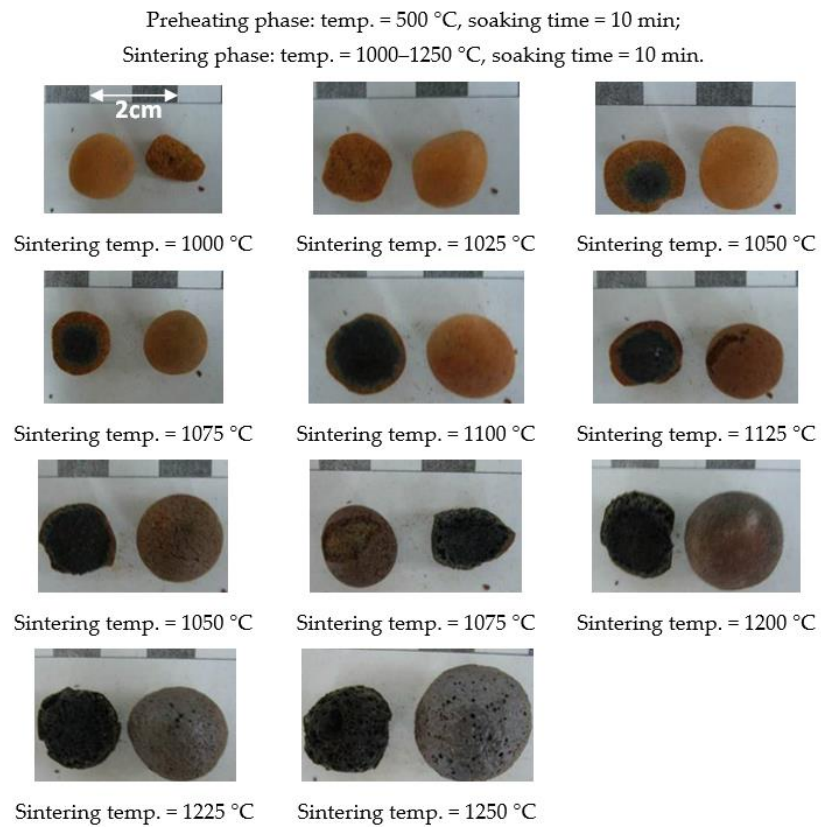 Preheating phase: temp. = 500 °C, soaking time = 10 min;
Sintering phase: temp. = 1000–1250 °C, soaking time = 10 min.
2cm
Sintering temp. = 1000 °C
Sintering temp. = 1025 °C
Sintering temp. = 1050 °C
Sintering temp. = 1075 °C
Sintering temp. = 1100 °C
Sintering temp. = 1125 °C
Sintering temp. = 1050 °C
Sintering temp. = 1075 °C
Sintering temp. = 1200 °C
Sintering temp. = 1225 °C
Sintering temp. = 1250 °C